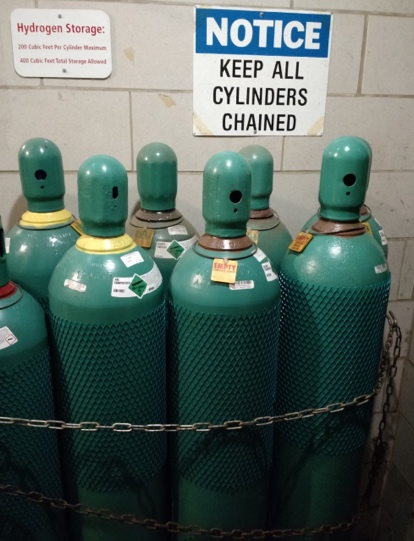 Hydrogen Storage:
200 Cubic Feet Per Cylinder Maximum
400 Cubic Feet Total Storage Allowed
NOTICE
KEEP ALL
CYLINDERS
CHAINED
EMPTY